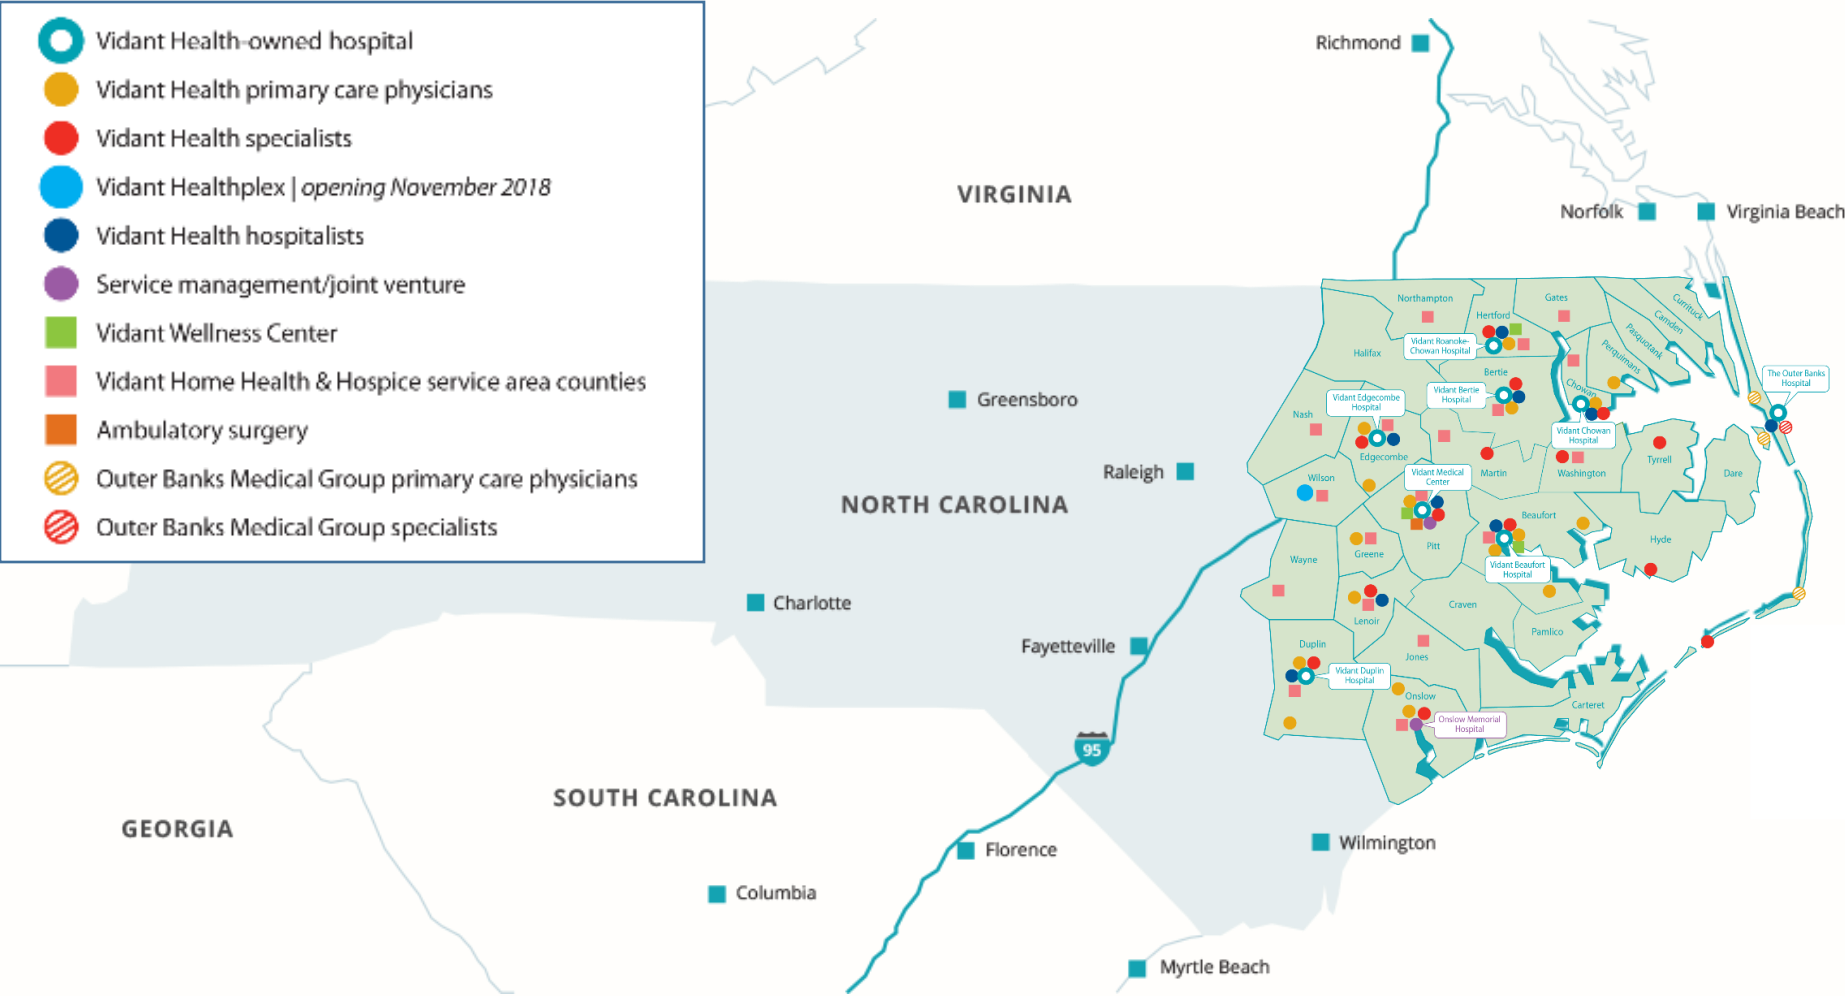 Vidant Health-owned hospital
Vidant Health primary care physicians
Vidant Health specialists
Vidant Healthplex | opening November 2018
Vidant Health hospitalists
Service management/joint venture
Vidant Wellness Center
Vidant Home Health & Hospice service area counties
Ambulatory surgery
Outer Banks Medical Group primary care physicians
Outer Banks Medical Group specialists
Richmond
VIRGINIA
Norfolk
Virginia Beach
Northampton
Gates
Currituck
Camden
Pasquotank
Perquimans
Hertford
Vidant Roanoke-
Chowan Hospital
Halifax
Bertie
Vidant Bertie
Hospital
Chowan
The Outer Banks
Hospital
Greensboro
Nash
Vidant Edgecombe
Hospital
Edgecombe
Vidant Chowan
Hospital
Raleigh
Wilson
Vidant Medical
Center
Martin
Washington
Tyrrell
Dare
NORTH CAROLINA
Beaufort
Hyde
Wayne
Greene
Pitt
Vidant Beaufort
Hospital
Charlotte
Lenoir
Craven
Pamlico
Fayetteville
Duplin
Vidant Duplin
Hospital
Jones
Onslow
Onslow Memorial
Hospital
Carteret
95
SOUTH CAROLINA
GEORGIA
Florence
Wilmington
Columbia
Myrtle Beach